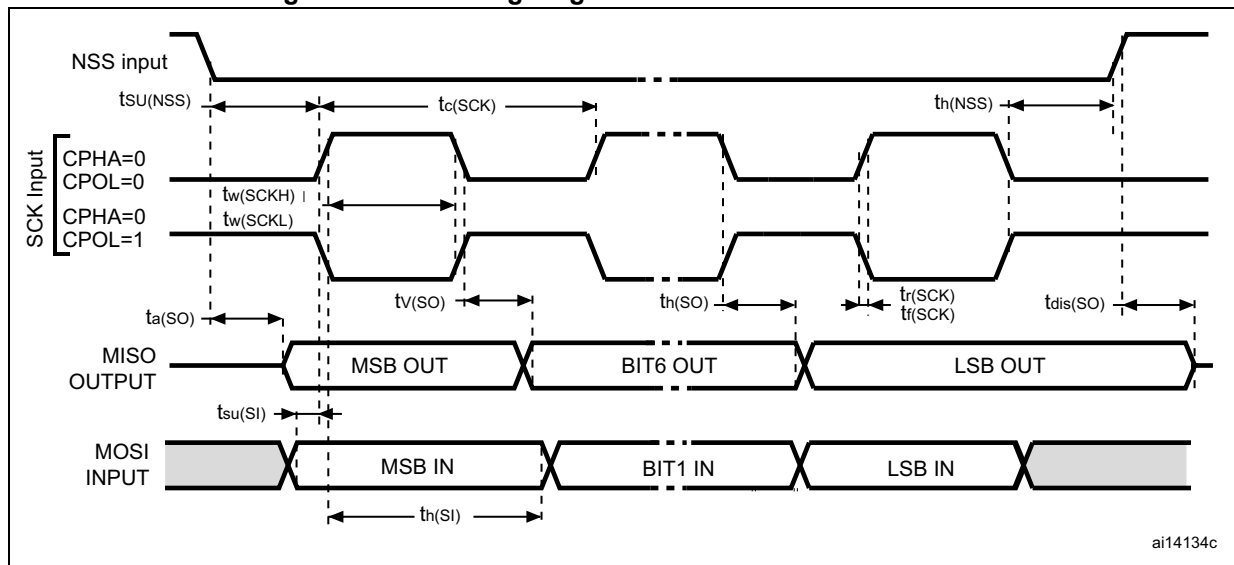 NSS input
tSU(NSS)
tc(SCK)
th(NSS)
SCK Input
CPHA=0
CPOL=0
tw(SCKH)
CPHA=0
tw(SCKL)
CPOL=1
tV(SO)
th(SO)
tr(SCK)
tf(SCK)
ta(SO)
tdis(SO)
MISO
OUTPUT
MSB OUT
BIT6 OUT
LSB OUT
tsu(SI)
MOSI
INPUT
MSB IN
BIT1 IN
LSB IN
th(SI)
ai14134c